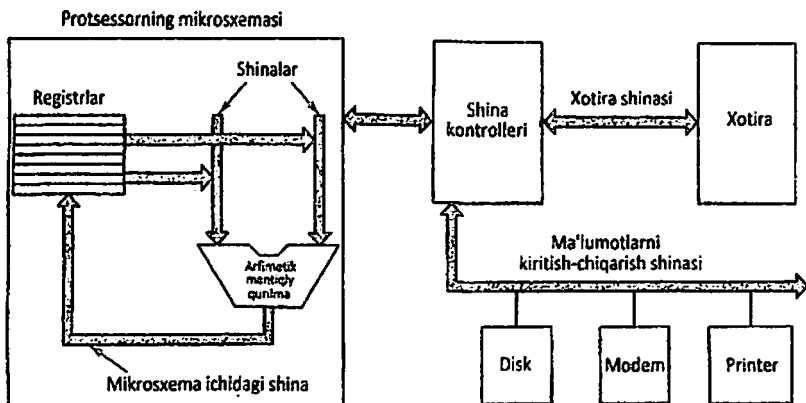 Protsessorning mikrosxemasi
Shinalar
Registrlar
Arfimetik
mantiqiy
qurilma
Mikrosxema ichidagi shina
Shina
kontrolleri
Xotira shinasi
Xotira
Ma'lumotlarni
kiritish-chiqarish shinasi
Disk
Modem
Printer